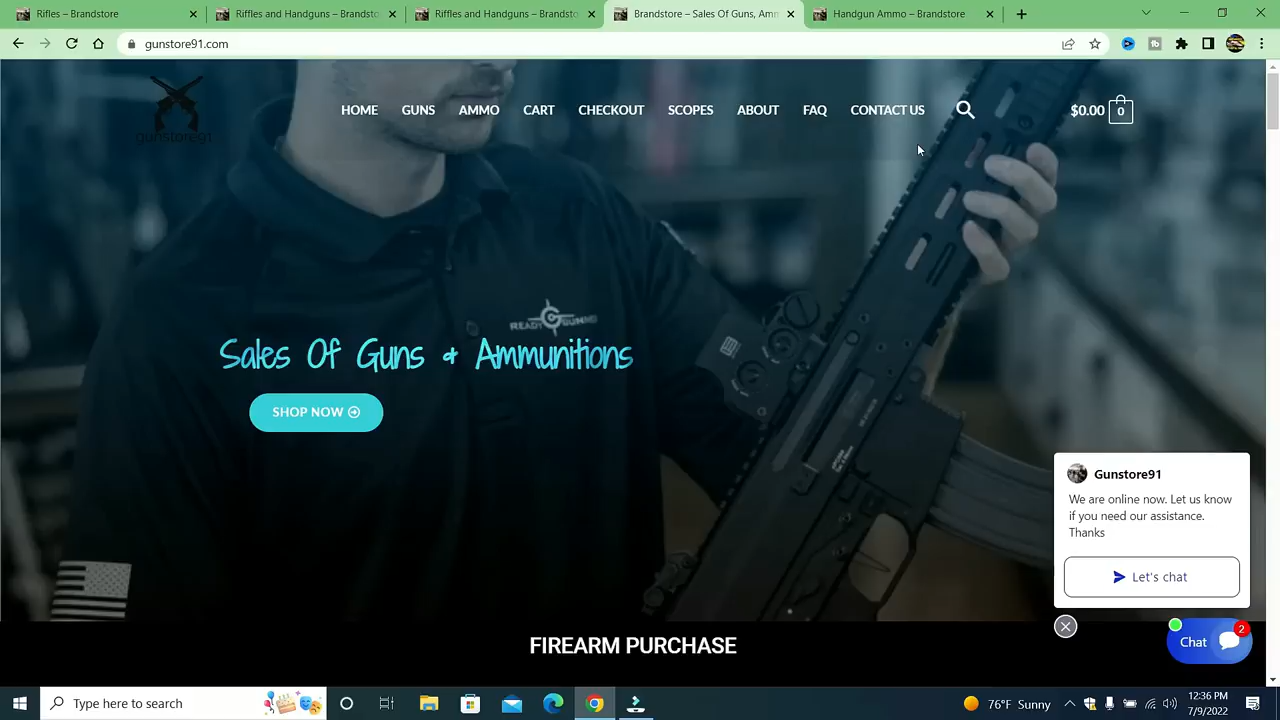 Rifles – Brandstore
Riffles and Handguns – Brandsto
Riffles and Handguns – Brandsto
Brandstore – Sales Of Guns, Amm
Handgun Ammo – Brandstore
gunstore91.com
gunstore91
HOME GUNS AMMO CART CHECKOUT SCOPES ABOUT FAQ CONTACT US $0.00 0
READY GUNNER
Sales Of Guns & Ammunitions
SHOP NOW
Gunstore91
We are online now. Let us know
if you need our assistance.
Thanks
Let's chat
Chat 2
FIREARM PURCHASE
Type here to search
76°F Sunny
12:36 PM
7/9/2022